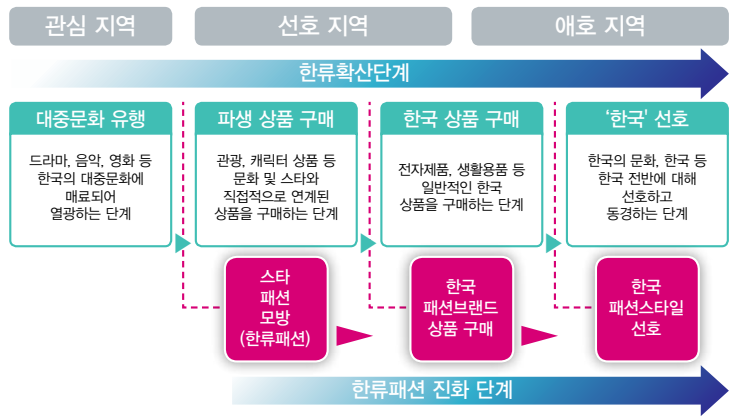 관심 지역
선호 지역
애호 지역
한류확산단계
대중문화 유행
드라마, 음악, 영화 등
한국의 대중문화에
매료되어
열광하는 단계
파생 상품 구매
관광, 캐릭터 상품 등
문화 및 스타와
직접적으로 연계된
상품을 구매하는 단계
한국 상품 구매
전자제품, 생활용품 등
일반적인 한국
상품을 구매하는 단계
‘한국’ 선호
한국의 문화, 한국 등
한국 전반에 대해
선호하고
동경하는 단계
스타
패션
모방
(한류패션)
한국
패션브랜드
상품 구매
한국
패션스타일
선호
한류패션 진화 단계